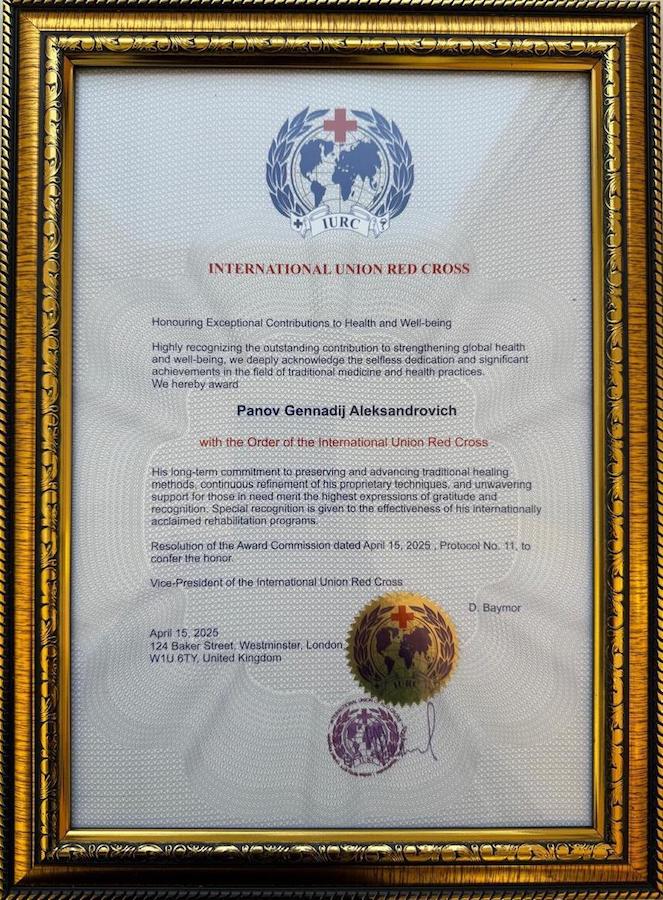 IURC
INTERNATIONAL UNION RED CROSS
Honouring Exceptional Contributions to Health and Well-being
Highly recognizing the outstanding contribution to strengthening global health
and well-being, we deeply acknowledge the selfless dedication and significant
achievements in the field of traditional medicine and health practices.
We hereby award
Panov Gennadij Aleksandrovich
with the Order of the International Union Red Cross
His long-term commitment to preserving and advancing traditional healing
methods, continuous refinement of his proprietary techniques, and unwavering
support for those in need merit the highest expressions of gratitude and
recognition. Special recognition is given to the effectiveness of his internationally
acclaimed rehabilitation programs.
Resolution of the Award Commission dated April 15, 2025 , Protocol No. 11, to
confer the honor.
Vice-President of the International Union Red Cross
D. Baymor
April 15, 2025
124 Baker Street, Westminster, London,
W1U 6TY, United Kingdom
IURC
IURC